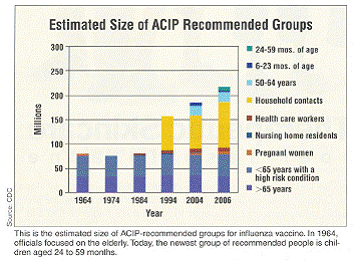 Estimated Size of ACIP Recommended Groups
300
250
200
150
100
50
0
Millions
1964 1974 1984 1994 2004 2006
Year
24-59 mos. of age
6-23 mos. of age
50-64 years
Household contacts
Health care workers
Nursing home residents
Pregnant women
<65 years with a
high risk condition
>65 years
Source: CDC
This is the estimated size of ACIP-recommended groups for influenza vaccine. In 1964,
officials focused on the elderly. Today, the newest group of recommended people is chil-
dren aged 24 to 59 months.